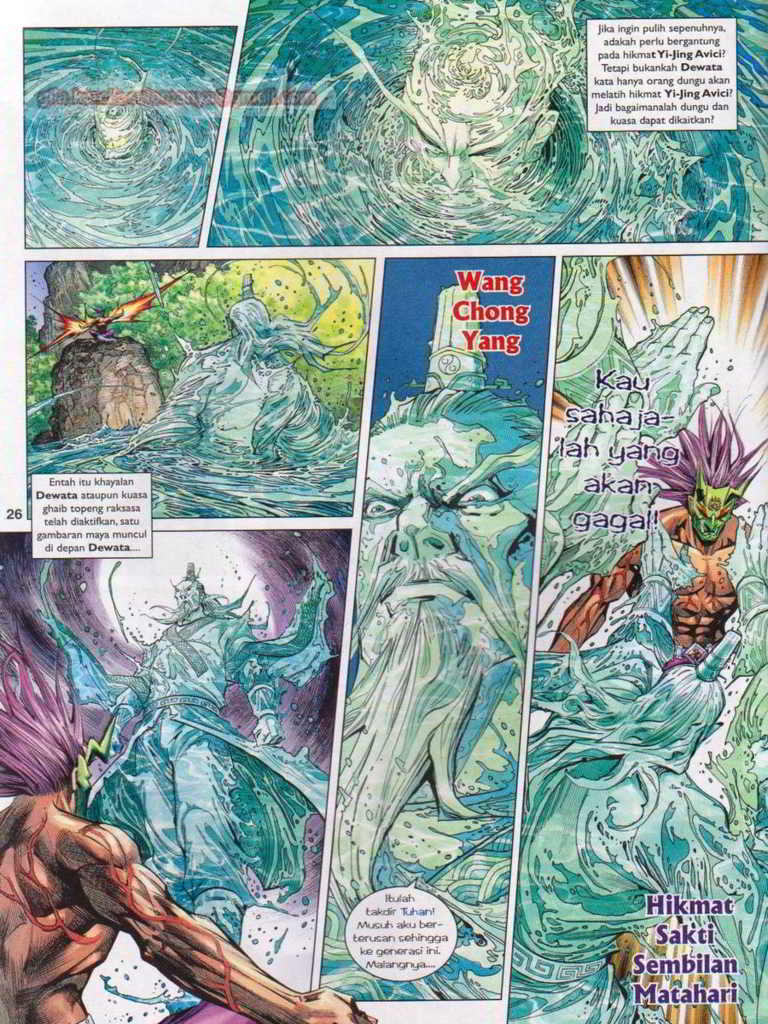 Jika ingin pulih sepenuhnya,
adakah perlu bergantung
pada hikmat Yi-Jing Avici?
Tetapi bukankah Dewata
kata hanya orang dungu akan
melatih hikmat Yi-Jing Avici?
Jadi bagaimanalah dungu dan
kuasa dapat dikaitkan?
Entah itu khayalan
Dewata ataupun kuasa
ghaib topeng raksasa
telah diaktifkan, satu
gambaran maya muncul
di depan Dewata....
Wang
Chong
Yang
Kau
sahaja-
lah yang
akan
gagal!
26
Itulah
takdir Tuhan!
Musuh aku ber-
terusan sehingga
ke generasi ini.
Malangnya....
Hikmat
Sakti
Sembilan
Matahari